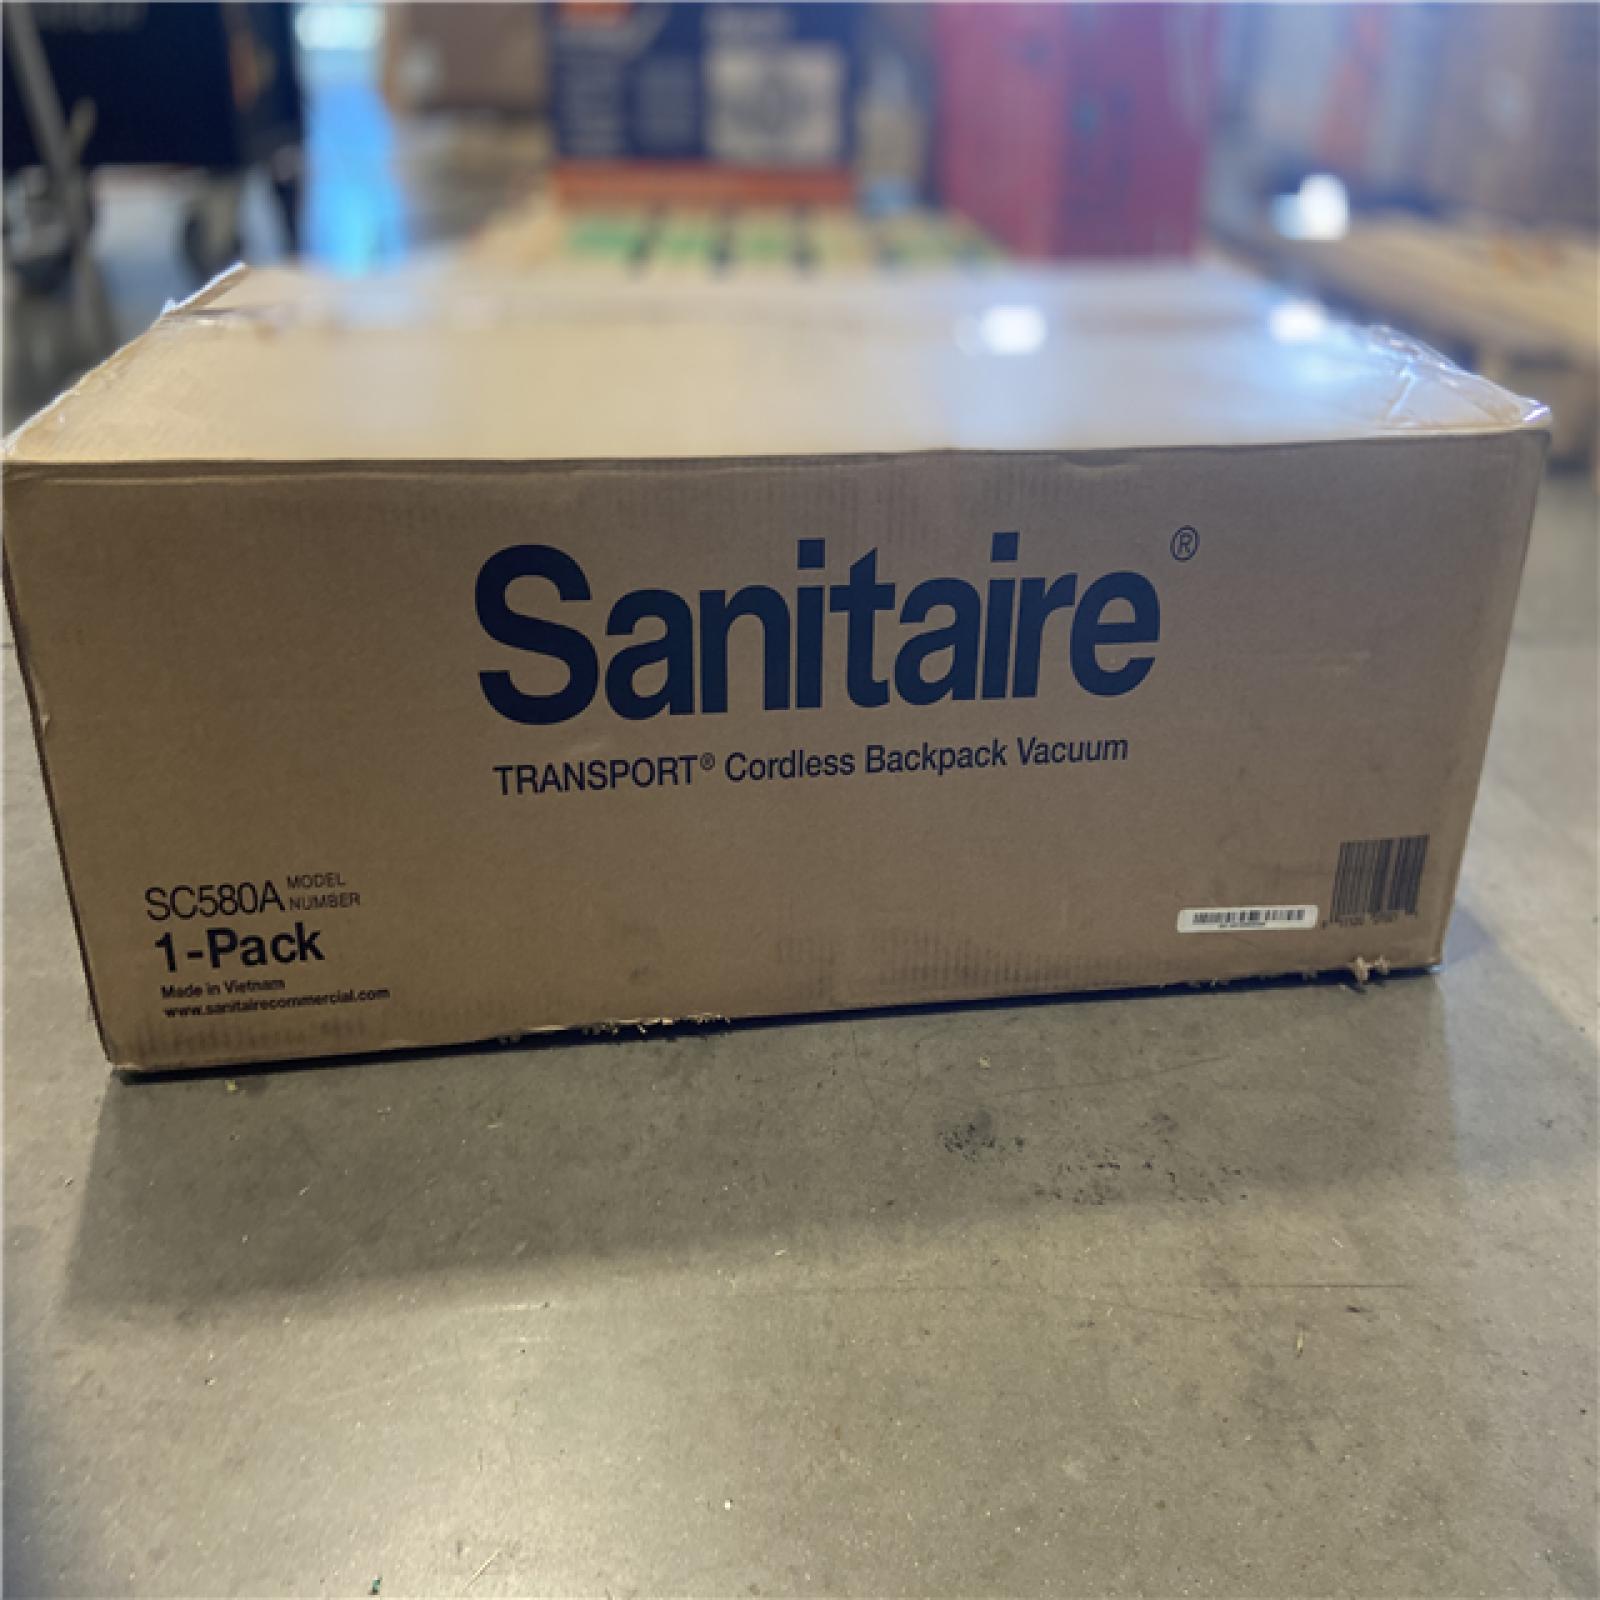 Sanitaire®
TRANSPORT® Cordless Backpack Vacuum
SC580A MODEL NUMBER
1-Pack
Made in Vietnam
www.sanitairecommercial.com